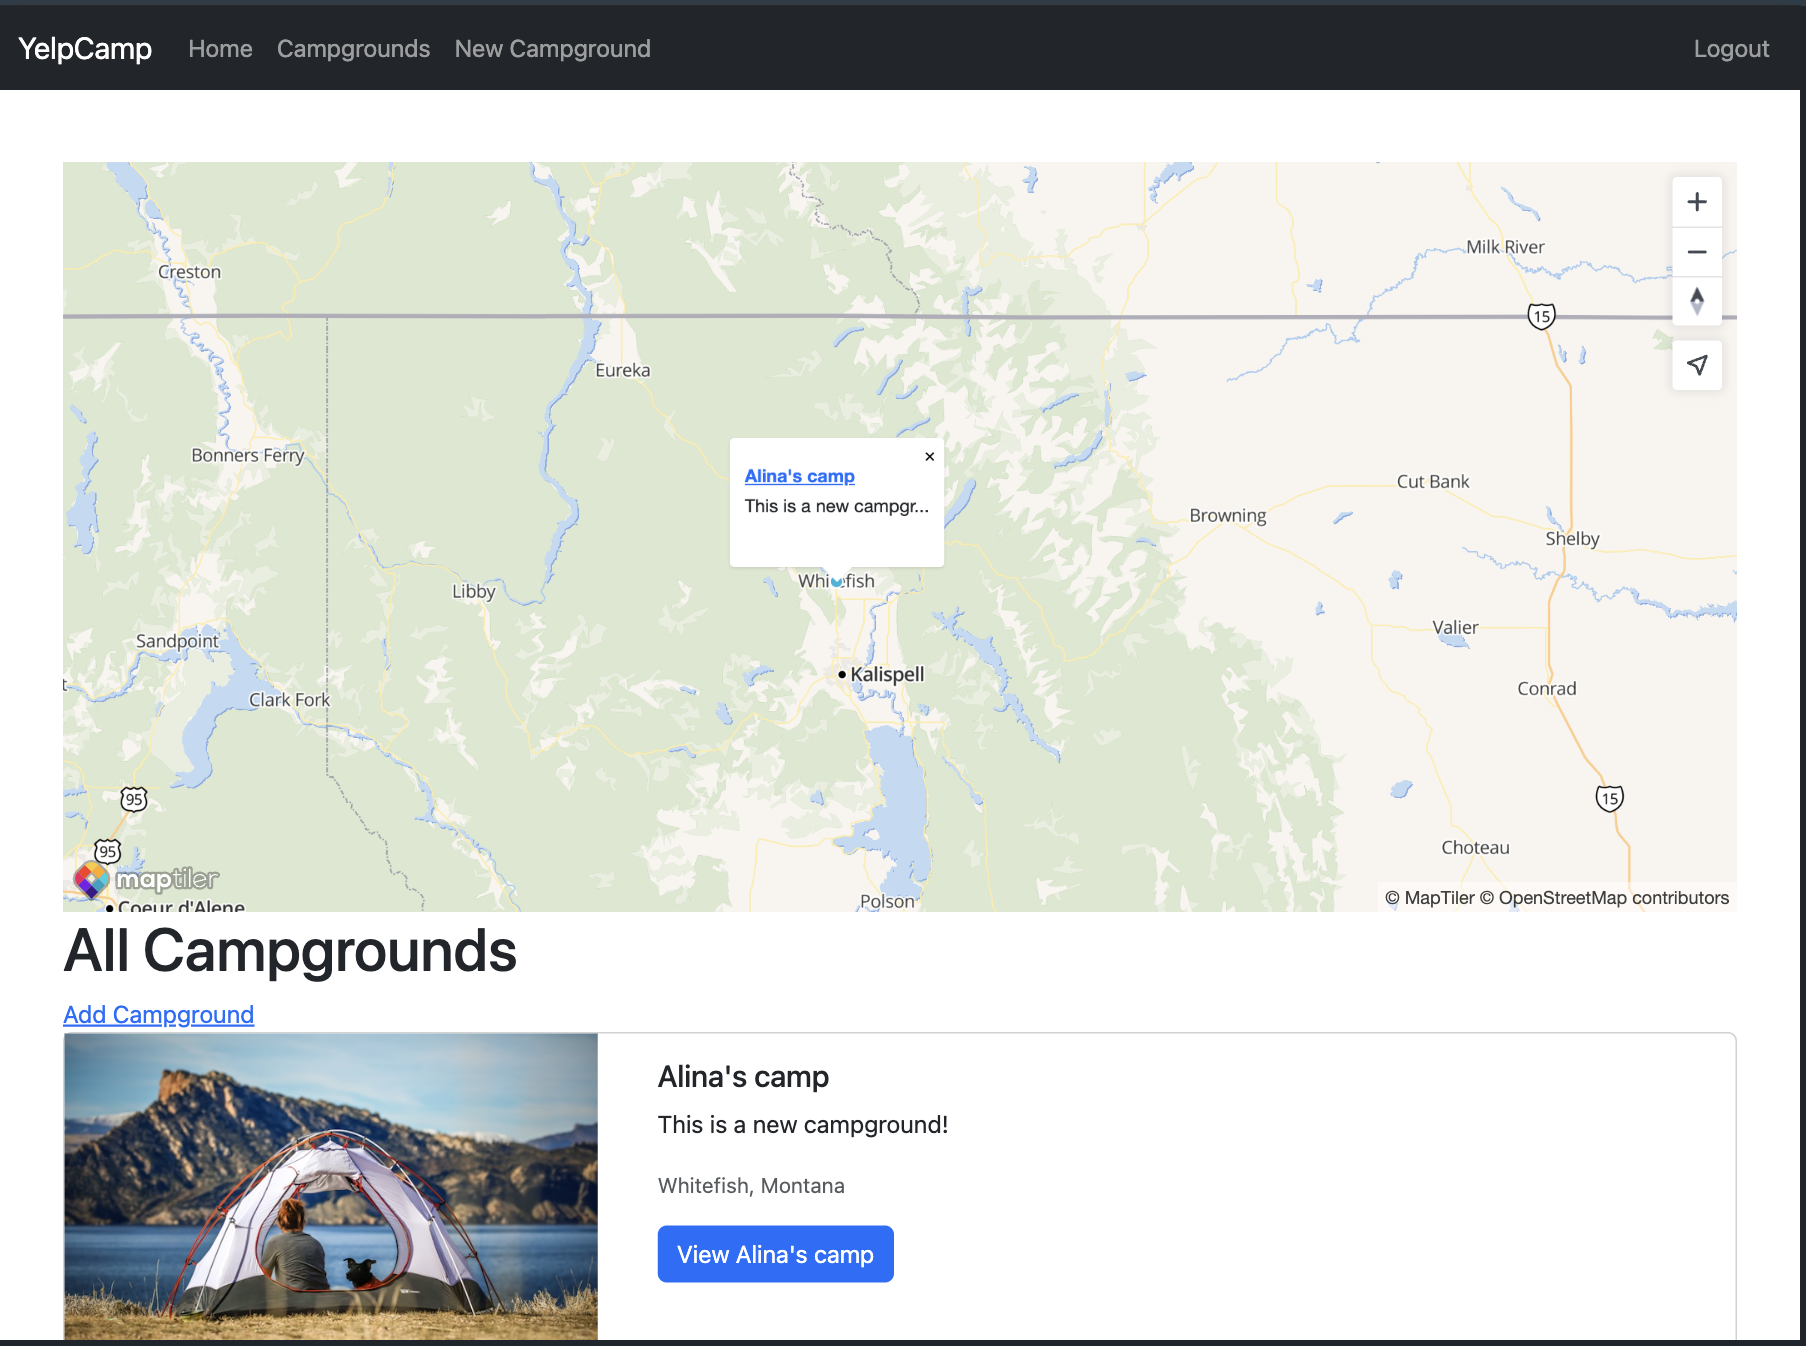 YelpCamp Home Campgrounds New Campground Logout
+
Milk River
−
Creston
15
Eureka
Bonners Ferry
×
Alina's camp
Cut Bank
This is a new campgr...
Browning
Shelby
Whitefish
Libby
Valier
Sandpoint
Kalispell
Conrad
Clark Fork
95
15
Choteau
95
maptiler
Coeur d'Alene
Polson
© MapTiler © OpenStreetMap contributors
All Campgrounds
Add Campground
Alina's camp
This is a new campground!
Whitefish, Montana
View Alina's camp